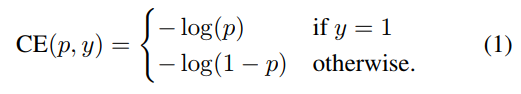 CE(p, y) = { − log(p) if y = 1
− log(1 − p) otherwise. (1)